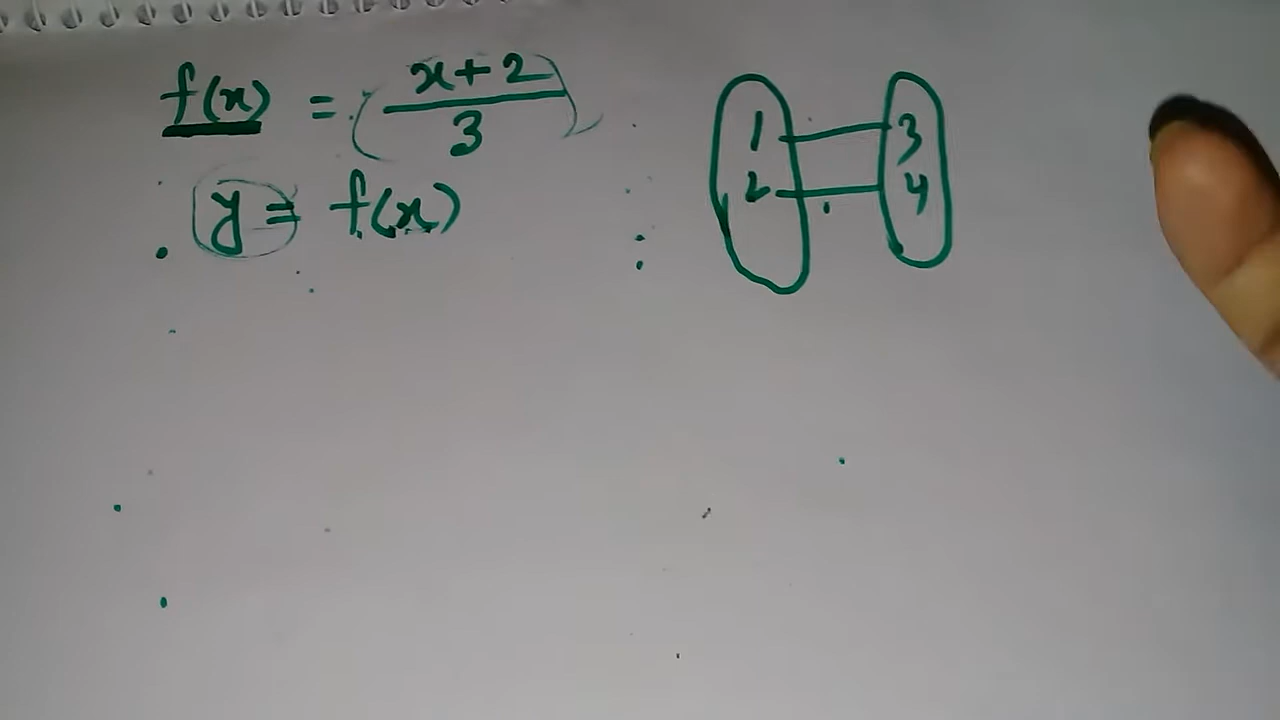 f(x) = (x+2/3)
y = f(x)
1 3
2 4